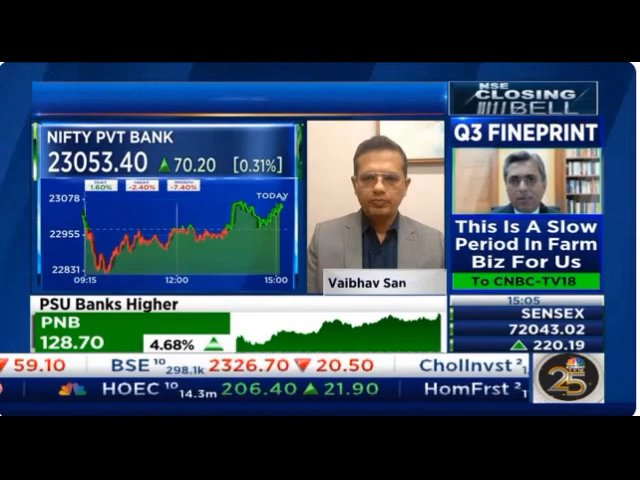 NSE
CLOSING
BELL
NIFTY PVT BANK
23053.40 ▲ 70.20 [0.31%]
1.60% -2.40% -7.40%
TODAY
23078
22955
22831
09:15 12:00 15:00
Vaibhav San
Q3 FINEPRINT
This Is A Slow
Period In Farm
Biz For Us
To CNBC-TV18
PSU Banks Higher
PNB
128.70 4.68%
15:05
SENSEX
72043.02
▲ 220.19
▼ 59.10 BSE 10 298.1k 2326.70 ▼ 20.50 CholInvst 2
HOEC 10 14.3m 206.40 ▲ 21.90 HomFrst 2
25